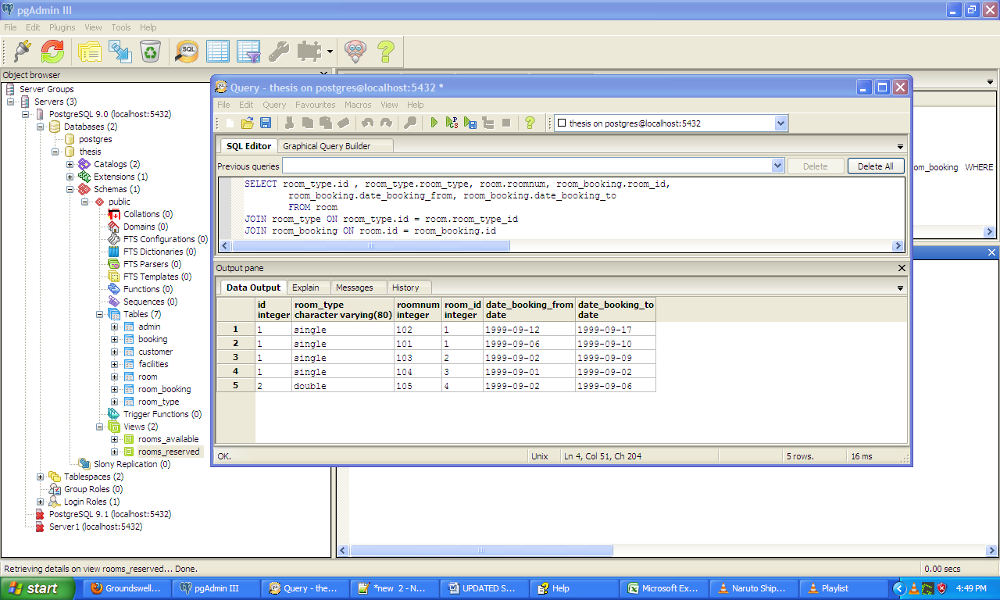 pgAdmin III
File Edit Plugins View Tools Help
SQL
Object browser
Server Groups
Servers (3)
PostgreSQL 9.0 (localhost:5432)
Databases (2)
postgres
thesis
Catalogs (2)
Extensions (1)
Schemas (1)
public
Collations (0)
Domains (0)
FTS Configurations (0)
FTS Dictionaries (0)
FTS Parsers (0)
FTS Templates (0)
Functions (0)
Sequences (0)
Tables (7)
admin
booking
customer
facilities
room
room_booking
room_type
Trigger Functions (0)
Views (2)
rooms_available
rooms_reserved
Slony Replication (0)
Tablespaces (2)
Group Roles (0)
Login Roles (1)
PostgreSQL 9.1 (localhost:5432)
Server1 (localhost:5432)
om_booking WHERE
Query - thesis on postgres@localhost:5432 *
File Edit Query Favourites Macros View Help
thesis on postgres@localhost:5432
SQL Editor Graphical Query Builder
Previous queries Delete Delete All
SELECT room_type.id , room_type.room_type, room.roomnum, room_booking.room_id,
room_booking.date_booking_from, room_booking.date_booking_to
FROM room
JOIN room_type ON room_type.id = room.room_type_id
JOIN room_booking ON room.id = room_booking.id
Output pane
Data Output Explain Messages History
id room_type roomnum room_id date_booking_from date_booking_to
integer character varying(80) integer integer date date
1 1 single 102 1 1999-09-12 1999-09-17
2 1 single 101 1 1999-09-06 1999-09-10
3 1 single 103 2 1999-09-02 1999-09-09
4 1 single 104 3 1999-09-01 1999-09-02
5 2 double 105 4 1999-09-02 1999-09-06
OK. Unix Ln 4, Col 51, Ch 204 5 rows. 16 ms
Retrieving details on view rooms_reserved... Done. 0.00 secs
start Groundswell... pgAdmin III Query - the... *new 2 - N... UPDATED S... Help Microsoft Ex... Naruto Ship... Playlist 4:49 PM